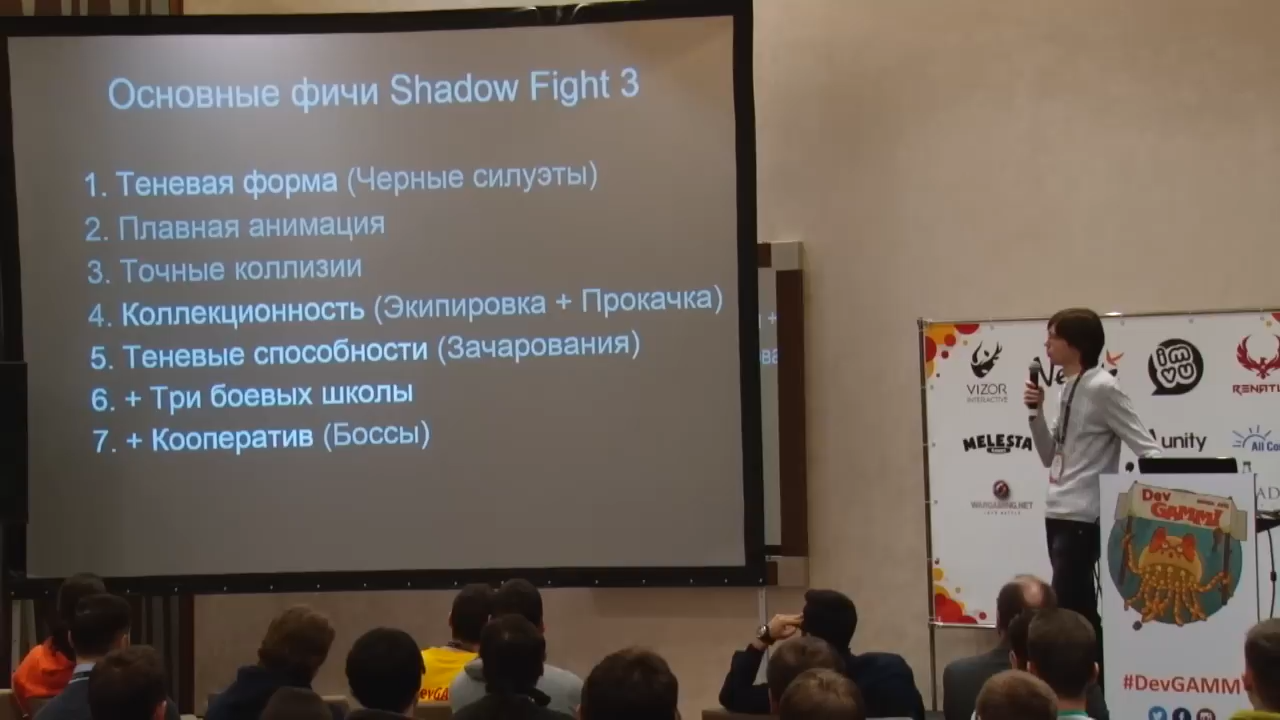 Основные фичи Shadow Fight 3
1. Теневая форма (Черные силуэты)
2. Плавная анимация
3. Точные коллизии
4. Коллекционность (Экипировка + Прокачка)
5. Теневые способности (Зачарования)
6. + Три боевых школы
7. + Кооператив (Боссы)
VIZOR
INTERACTIVE
imvu
MELESTA
unity
WARGAMING.NET
Dev
GAMM!
#DevGAMM